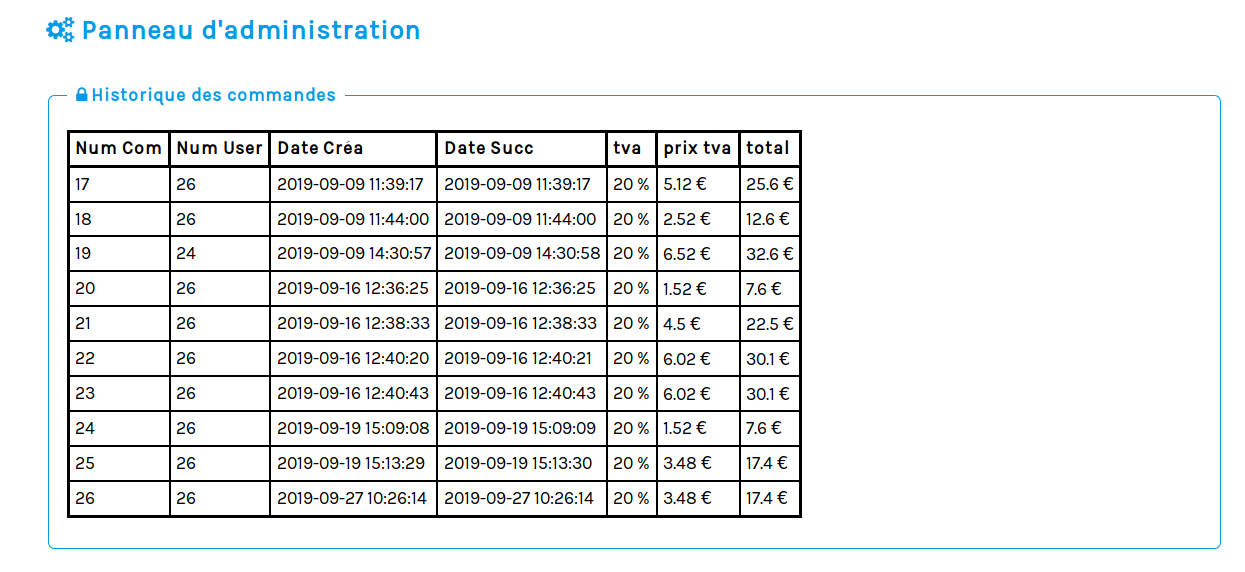 Panneau d'administration
Historique des commandes
Num Com Num User Date Créa Date Succ tva prix tva total
17 26 2019-09-09 11:39:17 2019-09-09 11:39:17 20 % 5.12 € 25.6 €
18 26 2019-09-09 11:44:00 2019-09-09 11:44:00 20 % 2.52 € 12.6 €
19 24 2019-09-09 14:30:57 2019-09-09 14:30:58 20 % 6.52 € 32.6 €
20 26 2019-09-16 12:36:25 2019-09-16 12:36:25 20 % 1.52 € 7.6 €
21 26 2019-09-16 12:38:33 2019-09-16 12:38:33 20 % 4.5 € 22.5 €
22 26 2019-09-16 12:40:20 2019-09-16 12:40:21 20 % 6.02 € 30.1 €
23 26 2019-09-16 12:40:43 2019-09-16 12:40:43 20 % 6.02 € 30.1 €
24 26 2019-09-19 15:09:08 2019-09-19 15:09:09 20 % 1.52 € 7.6 €
25 26 2019-09-19 15:13:29 2019-09-19 15:13:30 20 % 3.48 € 17.4 €
26 26 2019-09-27 10:26:14 2019-09-27 10:26:14 20 % 3.48 € 17.4 €